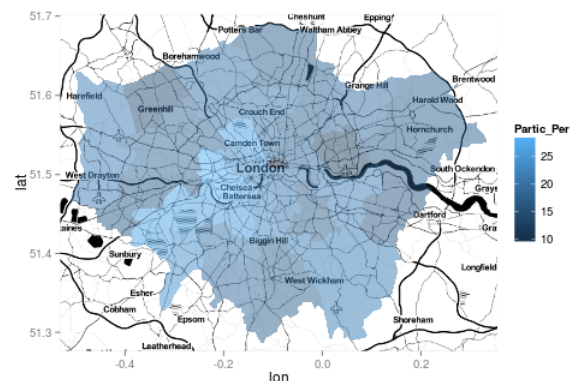 51.7
Cheshunt
Epping
Potters Bar
Waltham Abbey
Borehamwood
Brentwood
51.6
Harefield
Grange Hill
Greenhill
Harold Wood
Crouch End
Hornchurch
Partic_Per
Camden Town
25
London
South Ockendon
lat
51.5
West Drayton
20
Chelsea
Grays
Battersea
15
Dartford
aines
Gra
10
51.4
Biggin Hill
Sunbury
West Wickham
Longfield
Esher
Cobham
Epsom
Shoreham
51.3
Leatherhead
-0.4
-0.2
0.0
0.2
lon